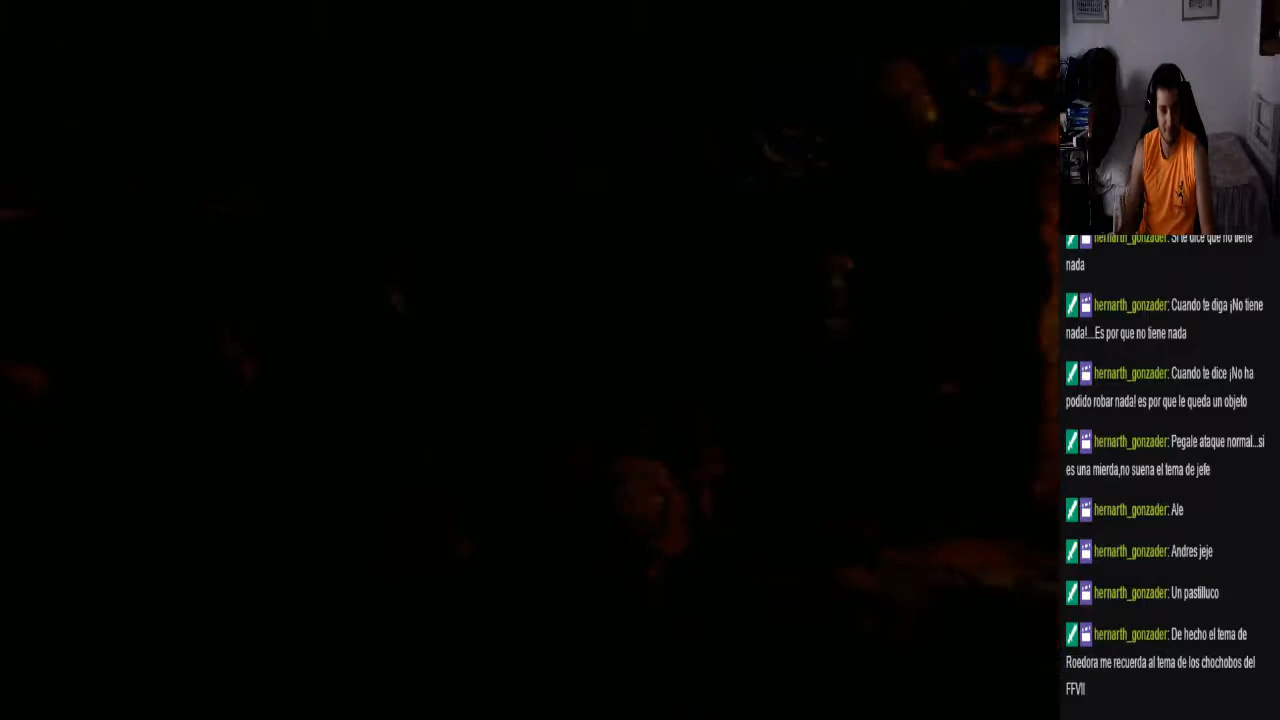 hernarth_gonzader: Si te dice que no tiene
nada
hernarth_gonzader: Cuando te diga ¡No tiene
nada!...Es por que no tiene nada
hernarth_gonzader: Cuando te dice ¡No ha
podido robar nada! es por que le queda un objeto
hernarth_gonzader: Pegale ataque normal...si
es una mierda,no suena el tema de jefe
hernarth_gonzader: Ale
hernarth_gonzader: Andres jeje
hernarth_gonzader: Un pastilluco
hernarth_gonzader: De hecho el tema de
Roedora me recuerda al tema de los chochobos del
FFVII